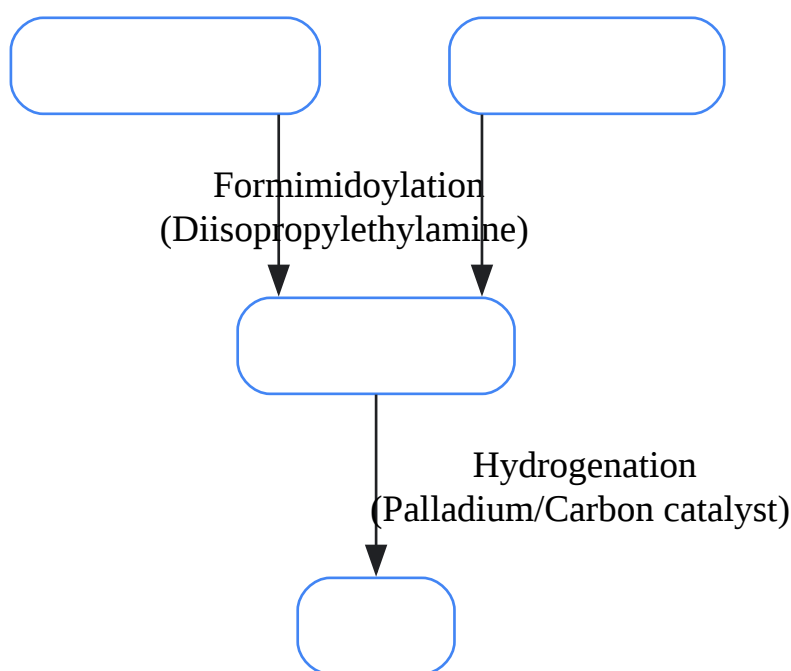 Formimidoylation
(Diisopropylethylamine)
Hydrogenation
(Palladium/Carbon catalyst)